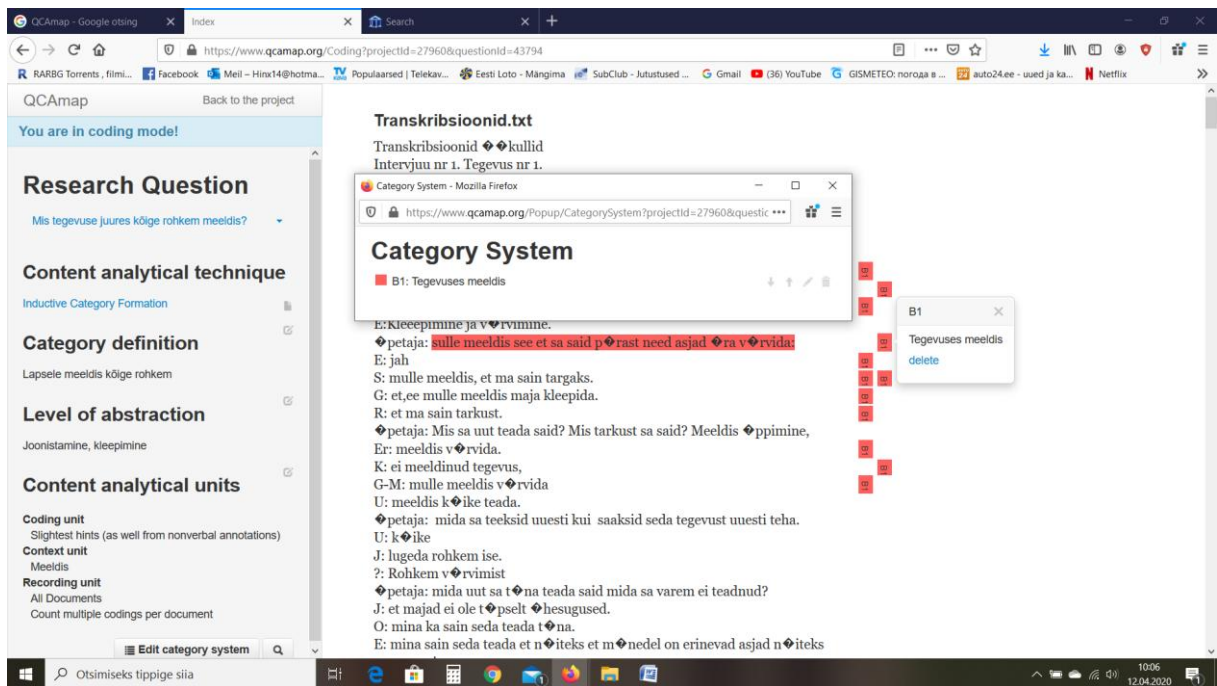 QCAmap - Google otsing
Index
Search
https://www.qcamap.org/Coding?projectId=27960&questionId=43794
RARBG Torrents , filmi... Facebook Meil – Hinx14@hotma... Populaarsed | Telekav... Eesti Loto - Mängima SubClub - Jutustused ... Gmail (36) YouTube GISMETEO: погода в ... auto24.ee - uued ja ka... Netflix
QCAmap Back to the project
You are in coding mode!
Research Question
Mis tegevuse juures kõige rohkem meeldis?
Content analytical technique
Inductive Category Formation
Category definition
Lapsele meeldis kõige rohkem
Level of abstraction
Joonistamine, kleepimine
Content analytical units
Coding unit
Slightest hints (as well from nonverbal annotations)
Context unit
Meeldis
Recording unit
All Documents
Count multiple codings per document
Edit category system
Transkribsioonid.txt
Transkribsioonid ��kullid
Intervjuu nr 1. Tegevus nr 1.
Category System - Mozilla Firefox
https://www.qcamap.org/Popup/CategorySystem?projectId=27960&questic
Category System
B1: Tegevuses meeldis
E:Kleeepimine ja v�rvimine.
�petaja: sulle meeldis see et sa said p�rast need asjad �ra v�rvida:
E: jah
S: mulle meeldis, et ma sain targaks.
G: et,ee mulle meeldis maja kleepida.
R: et ma sain tarkust.
�petaja: Mis sa uut teada said? Mis tarkust sa said? Meeldis �ppimine,
Er: meeldis v�rvida.
K: ei meeldinud tegevus,
G-M: mulle meeldis v�rvida
U: meeldis k�ike teada.
�petaja: mida sa teeksid uuesti kui saaksid seda tegevust uuesti teha.
U: k�ike
J: lugeda rohkem ise.
?: Rohkem v�rvimist
�petaja: mida uut sa t�na teada said mida sa varem ei teadnud?
J: et majad ei ole t�pselt �hesugused.
O: mina ka sain seda teada t�na.
E: mina sain seda teada et n�iteks et m�nedel on erinevad asjad n�iteks
B1
B1
B1
B1
B1
B1
B1
B1
B1
B1
B1
B1
B1
Tegevuses meeldis
delete
Otsimiseks tippige siia
10:06
12.04.2020